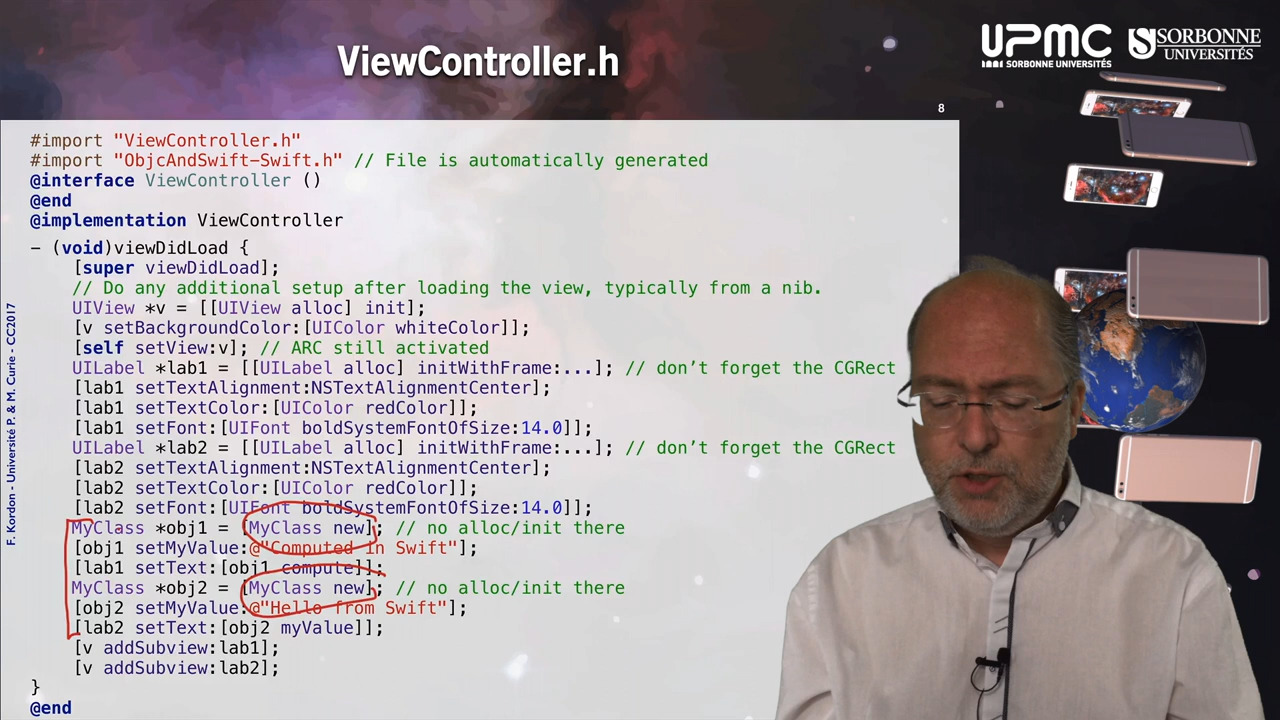 ViewController.h
UPMC
SORBONNE UNIVERSITÉS
SORBONNE
UNIVERSITÉS
8
#import "ViewController.h"
#import "ObjcAndSwift-Swift.h" // File is automatically generated
@interface ViewController ()
@end
@implementation ViewController
- (void)viewDidLoad {
[super viewDidLoad];
// Do any additional setup after loading the view, typically from a nib.
UIView *v = [[UIView alloc] init];
[v setBackgroundColor:[UIColor whiteColor]];
[self setView:v]; // ARC still activated
UILabel *lab1 = [[UILabel alloc] initWithFrame:...]; // don’t forget the CGRect
[lab1 setTextAlignment:NSTextAlignmentCenter];
[lab1 setTextColor:[UIColor redColor]];
[lab1 setFont:[UIFont boldSystemFontOfSize:14.0]];
UILabel *lab2 = [[UILabel alloc] initWithFrame:...]; // don’t forget the CGRect
[lab2 setTextAlignment:NSTextAlignmentCenter];
[lab2 setTextColor:[UIColor redColor]];
[lab2 setFont:[UIFont boldSystemFontOfSize:14.0]];
MyClass *obj1 = [MyClass new]; // no alloc/init there
[obj1 setMyValue:@"Computed in Swift"];
[lab1 setText:[obj1 compute]];
MyClass *obj2 = [MyClass new]; // no alloc/init there
[obj2 setMyValue:@"Hello from Swift"];
[lab2 setText:[obj2 myValue]];
[v addSubview:lab1];
[v addSubview:lab2];
}
@end
F. Kordon - Université P. & M. Curie - CC2017